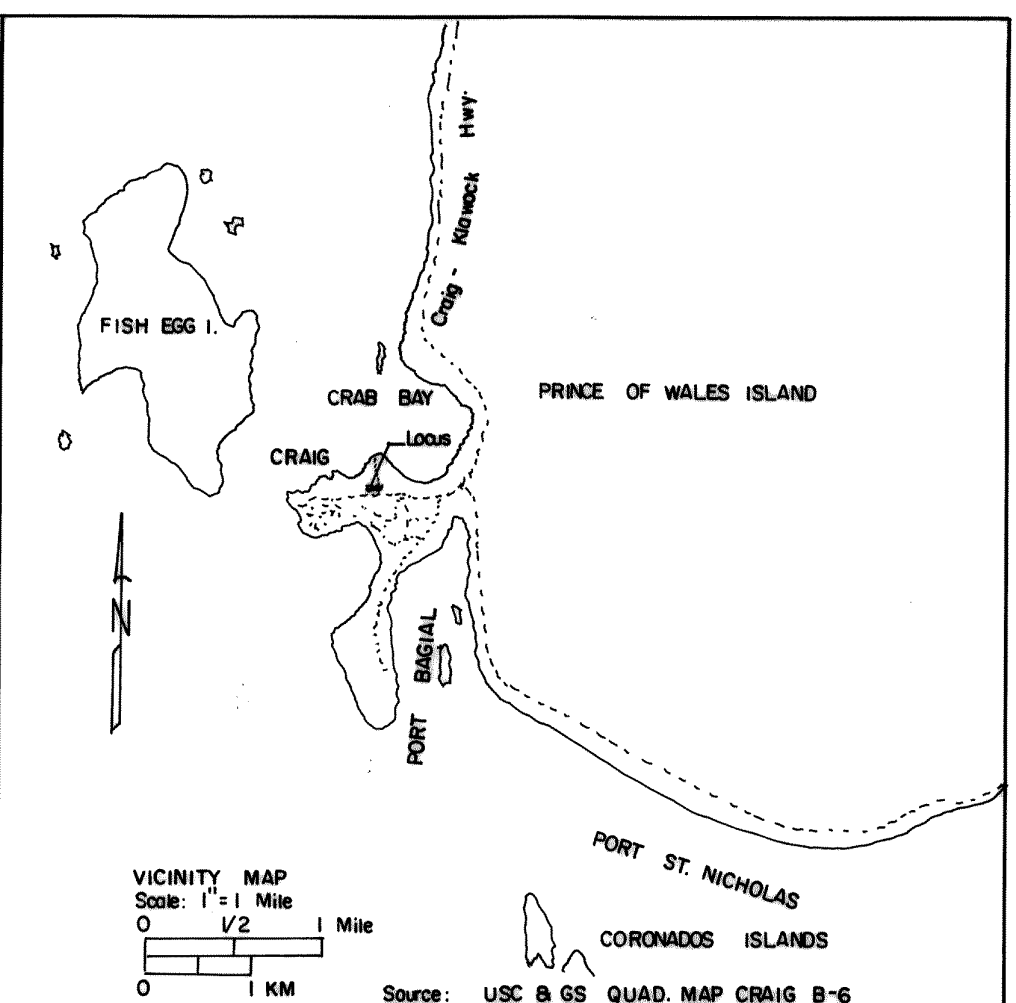 Craig - Klawock Hwy.
FISH EGG I.
PRINCE OF WALES ISLAND
CRAB BAY
Locus
CRAIG
N
PORT BAGIAL
PORT ST. NICHOLAS
VICINITY MAP
Scale: 1"= 1 Mile
0 1/2 1 Mile
0 1 KM
CORONADOS ISLANDS
Source: USC & GS QUAD. MAP CRAIG B-6